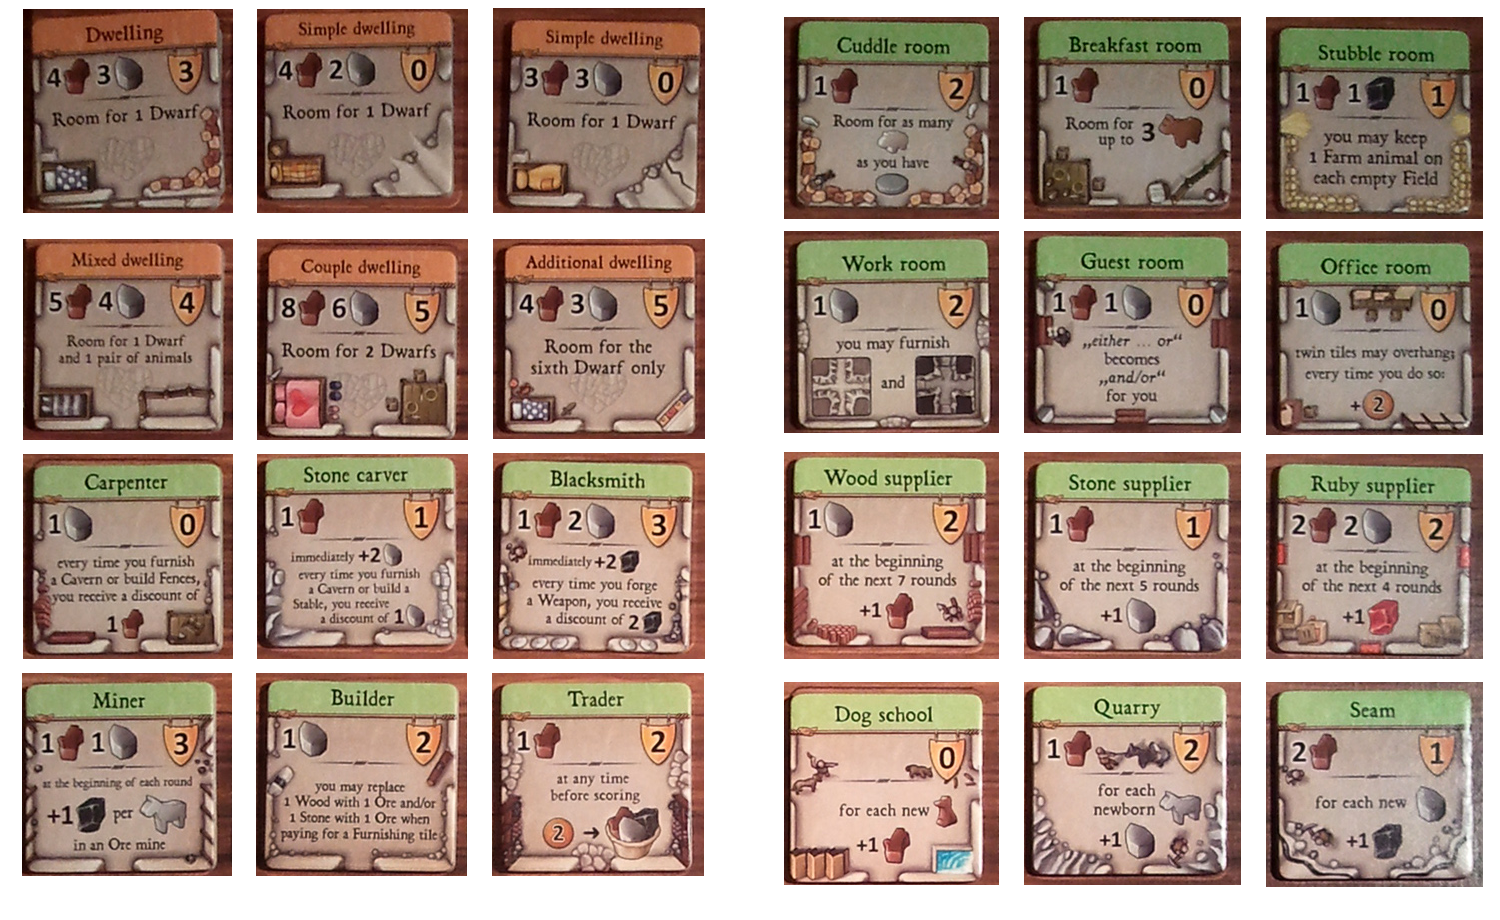 Dwelling
4 3 3
Room for 1 Dwarf
Simple dwelling
4 2 0
Room for 1 Dwarf
Simple dwelling
3 3 0
Room for 1 Dwarf
Mixed dwelling
5 4 4
Room for 1 Dwarf
and 1 pair of animals
Couple dwelling
8 6 5
Room for 2 Dwarfs
Additional dwelling
4 3 5
Room for the
sixth Dwarf only
Carpenter
1 0
every time you furnish
a Cavern or build Fences,
you receive a discount of
1
Stone carver
1 1
immediately +2
every time you furnish
a Cavern or build a
Stable, you receive
a discount of 1
Blacksmith
1 2 3
immediately +2
every time you forge
a Weapon, you receive
a discount of 2
Miner
1 1 3
at the beginning of each round
+1 per
in an Ore mine
Builder
1 2
you may replace
1 Wood with 1 Ore and/or
1 Stone with 1 Ore when
paying for a Furnishing tile
Trader
1 2
at any time
before scoring
2 →
Cuddle room
1 2
Room for as many
as you have
Breakfast room
1 0
Room for
up to 3
Stubble room
1 1 1
you may keep
1 Farm animal on
each empty Field
Work room
1 2
you may furnish
and
Guest room
1 1 0
„either ... or“
becomes
„and/or“
for you
Office room
1 0
twin tiles may overhang;
every time you do so:
+ 2
Wood supplier
1 2
at the beginning
of the next 7 rounds
+1
Stone supplier
1 1
at the beginning
of the next 5 rounds
+1
Ruby supplier
2 2 2
at the beginning
of the next 4 rounds
+1
Dog school
0
for each new
+1
Quarry
1 2
for each
newborn
+1
Seam
2 1
for each new
+1